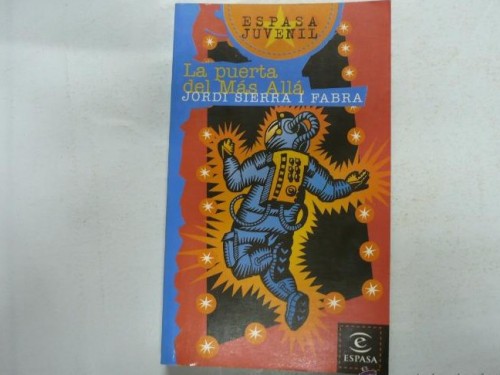 ESPASA
JUVENIL
La puerta
del Más Allá
JORDI SIERRA I FABRA
e
ESPASA